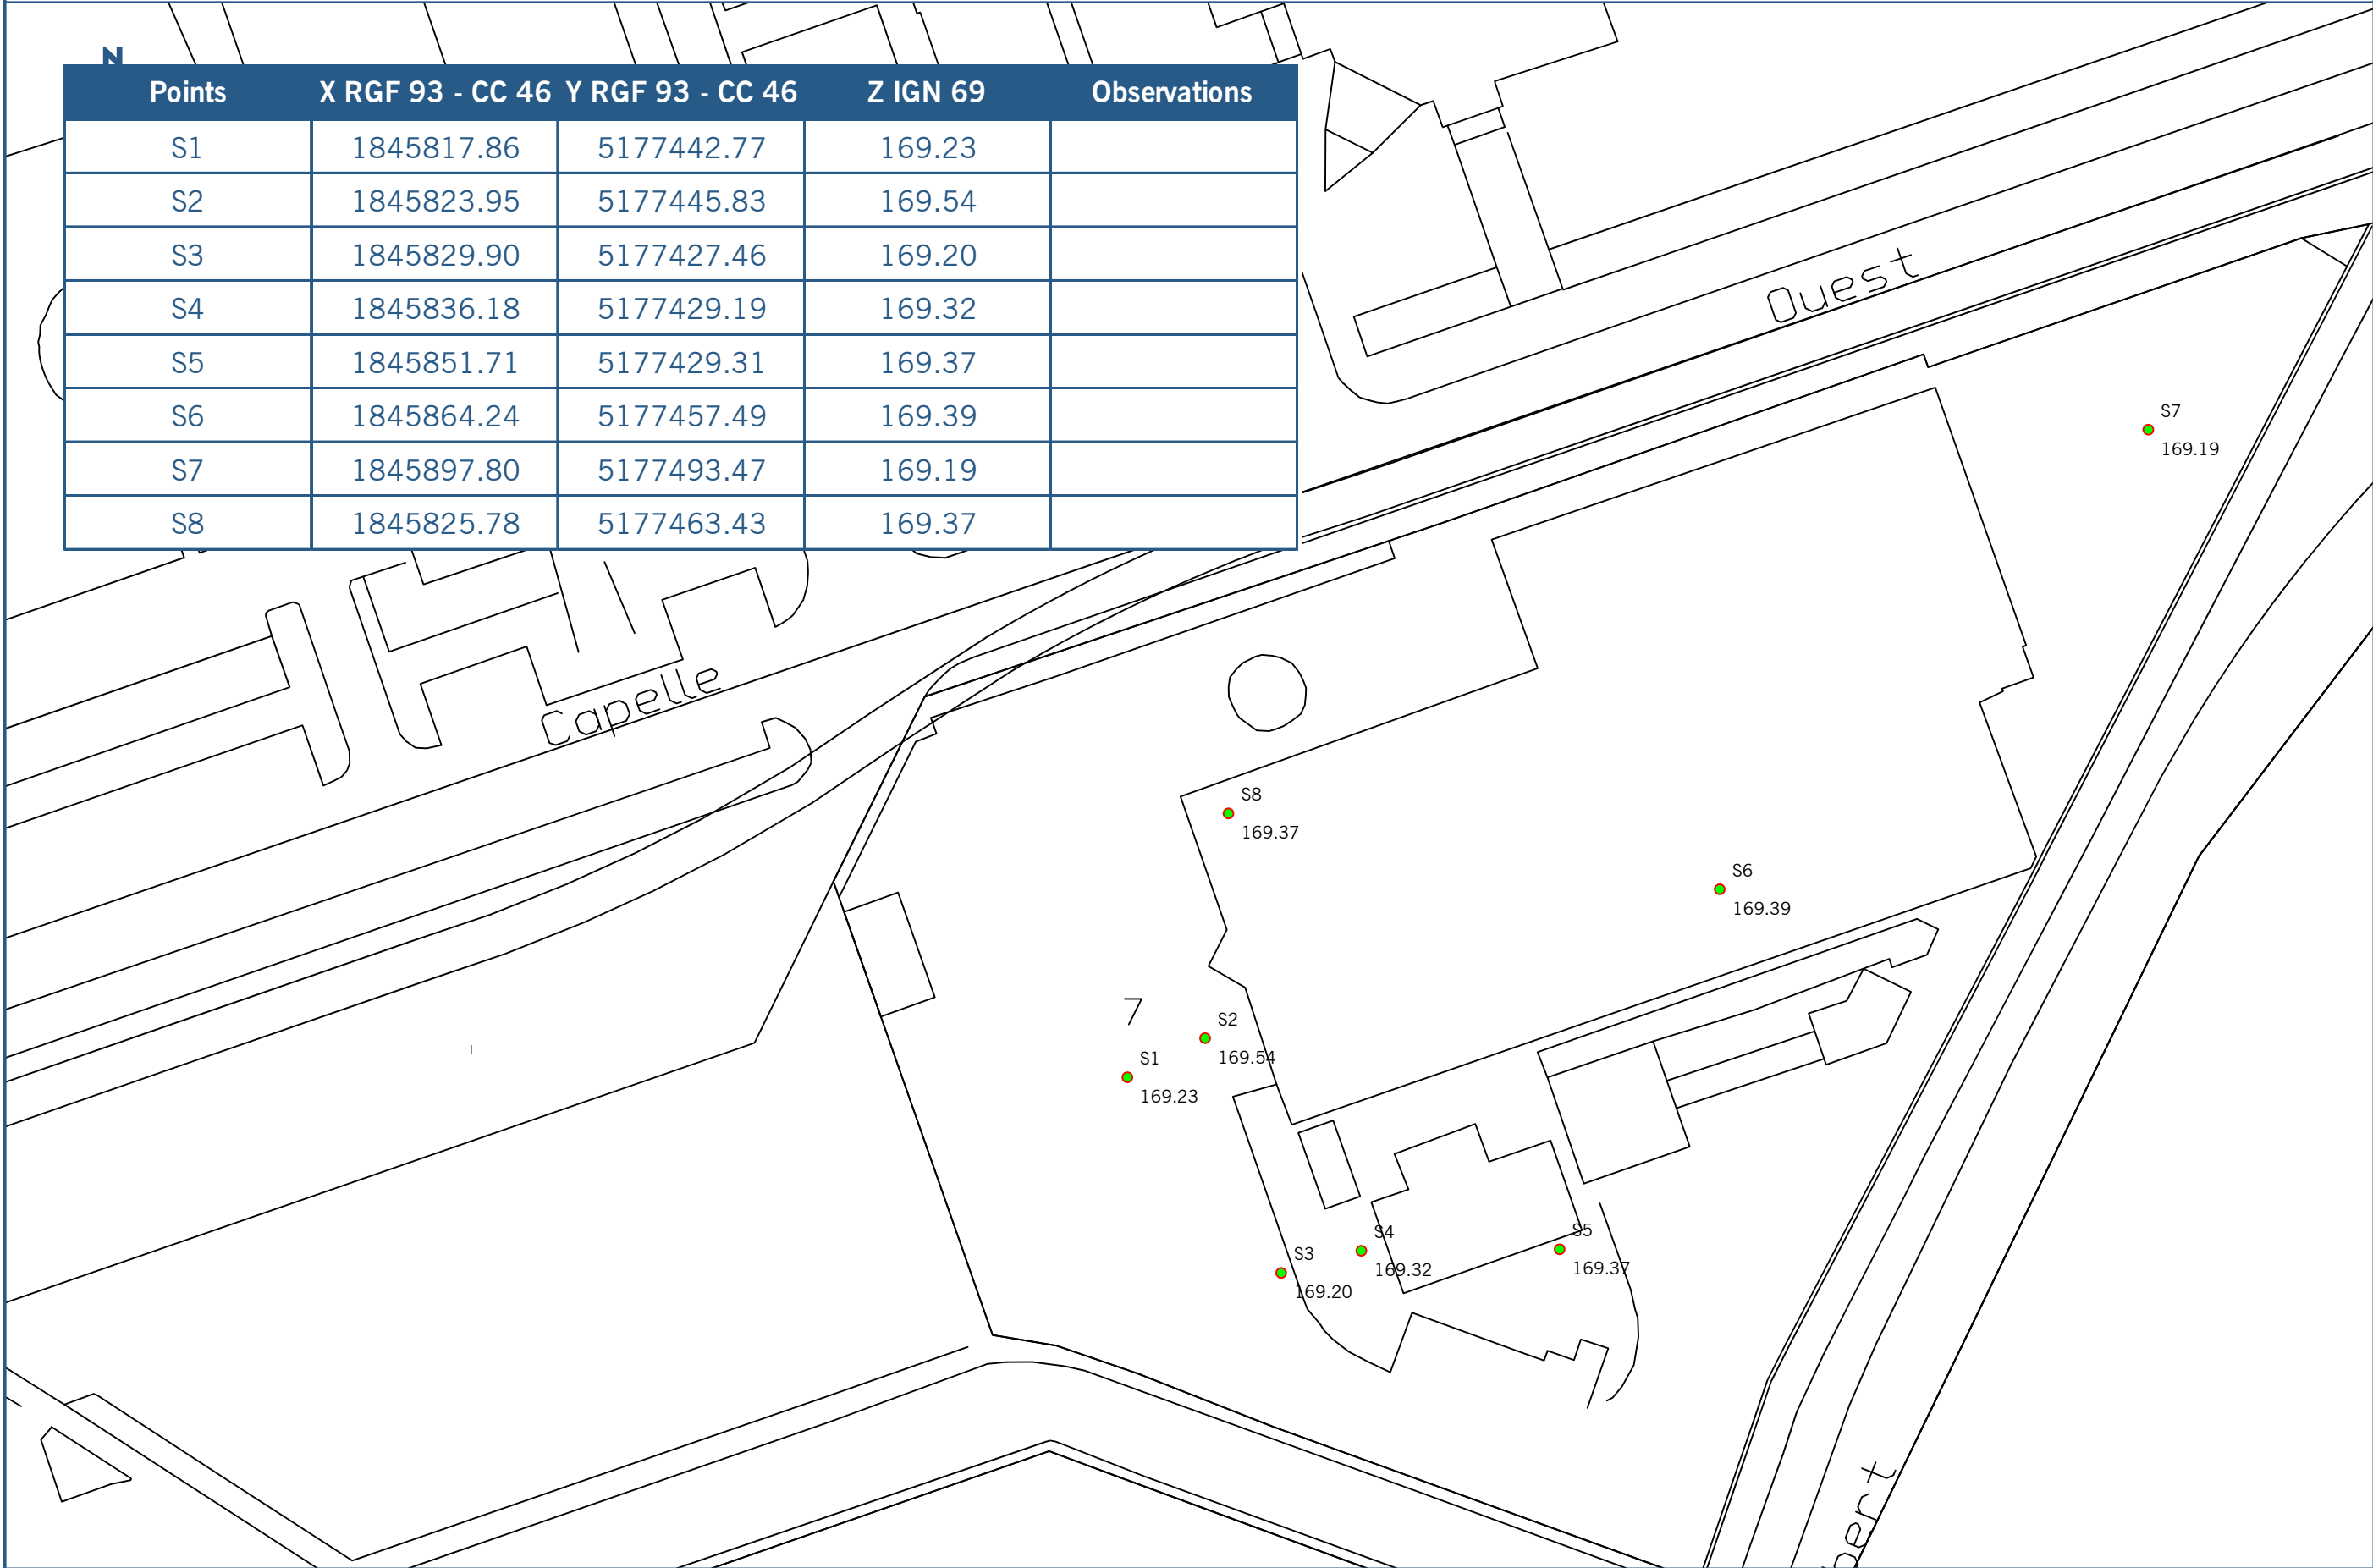 N
Points X RGF 93 - CC 46 Y RGF 93 - CC 46 Z IGN 69 Observations
S1 1845817.86 5177442.77 169.23
S2 1845823.95 5177445.83 169.54
S3 1845829.90 5177427.46 169.20
S4 1845836.18 5177429.19 169.32
S5 1845851.71 5177429.31 169.37
S6 1845864.24 5177457.49 169.39
S7 1845897.80 5177493.47 169.19
S8 1845825.78 5177463.43 169.37
Ouest
S7
169.19
Capelle
S8
169.37
S6
169.39
7
S2
169.54
S1
169.23
S4
169.32
S5
169.37
S3
169.20